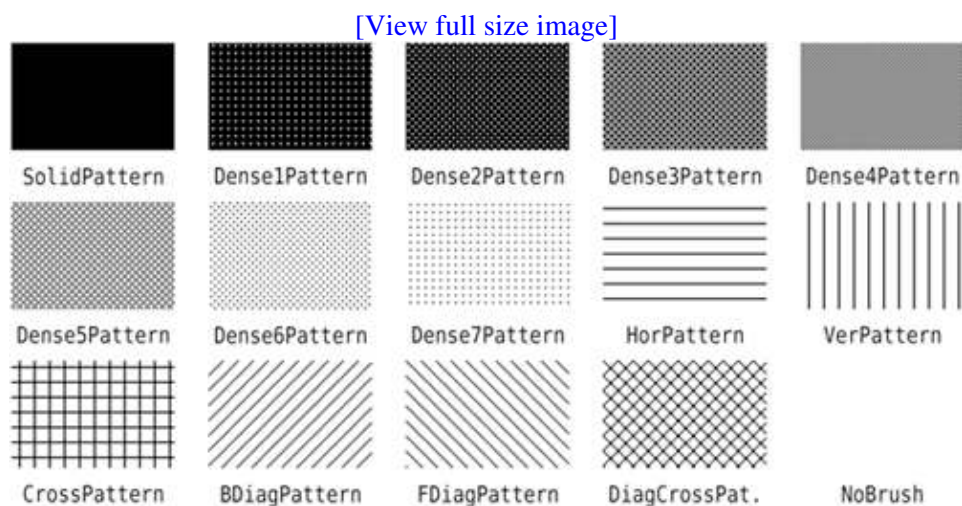 [View full size image]
SolidPattern Dense1Pattern Dense2Pattern Dense3Pattern Dense4Pattern
Dense5Pattern Dense6Pattern Dense7Pattern HorPattern VerPattern
CrossPattern BDiagPattern FDiagPattern DiagCrossPat. NoBrush